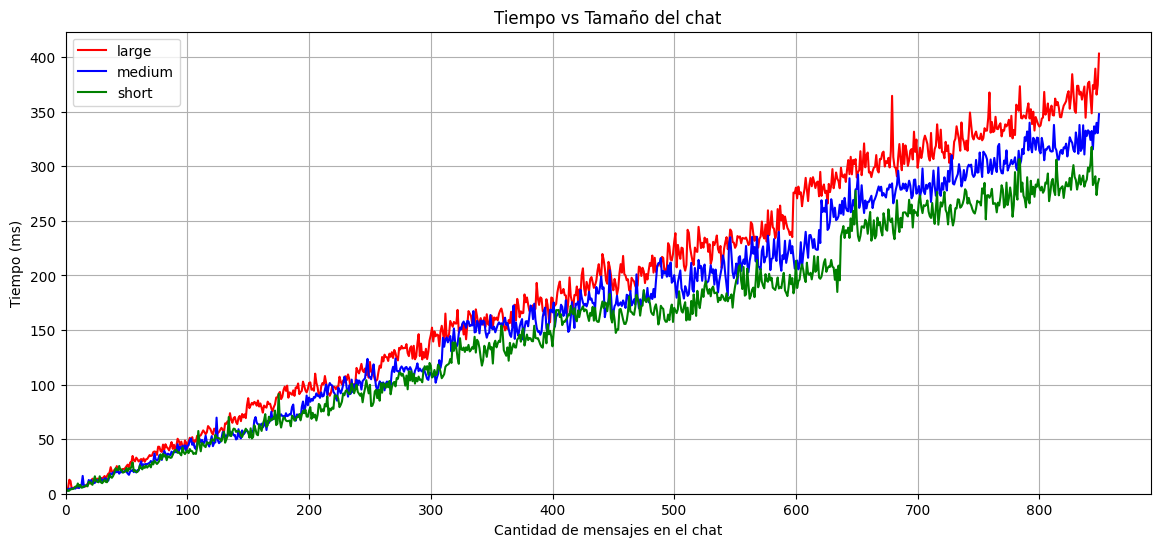 Tiempo vs Tamaño del chat
large
medium
short
Tiempo (ms)
400
350
300
250
200
150
100
50
0
0 100 200 300 400 500 600 700 800
Cantidad de mensajes en el chat